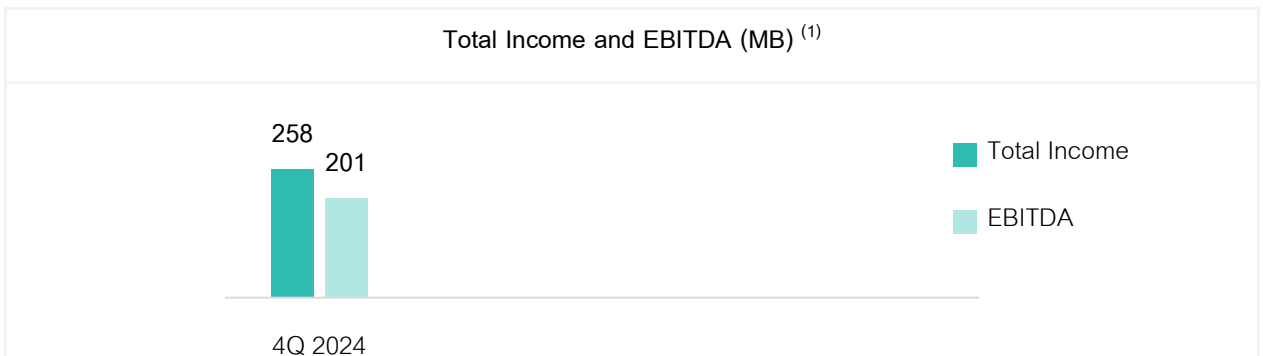 Total Income and EBITDA (MB) (1)
258
201
Total Income
EBITDA
4Q 2024